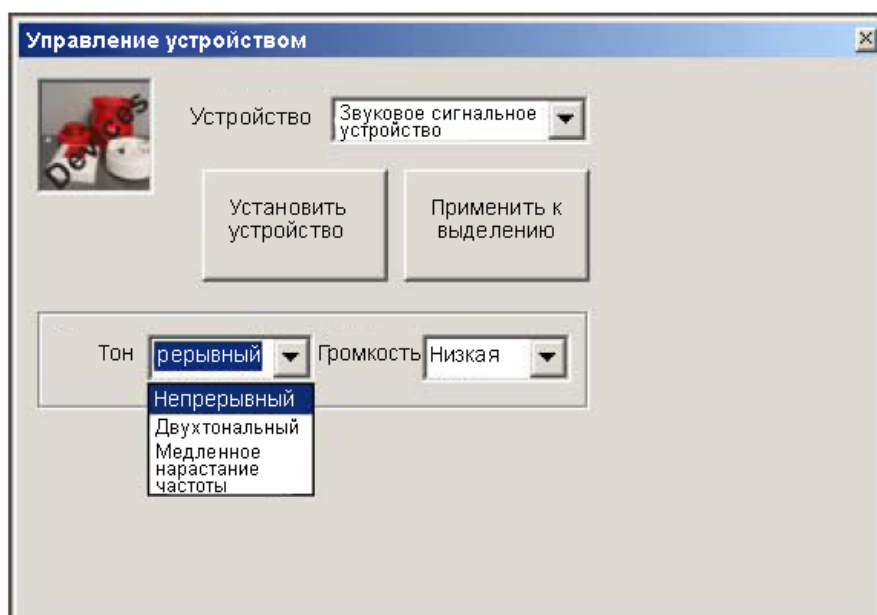 Управление устройством
Devices
Устройство
Звуковое сигнальное
устройство
Установить
устройство
Применить к
выделению
Тон
рерывный
Громкость
Низкая
Непрерывный
Двухтональный
Медленное
нарастание
частоты